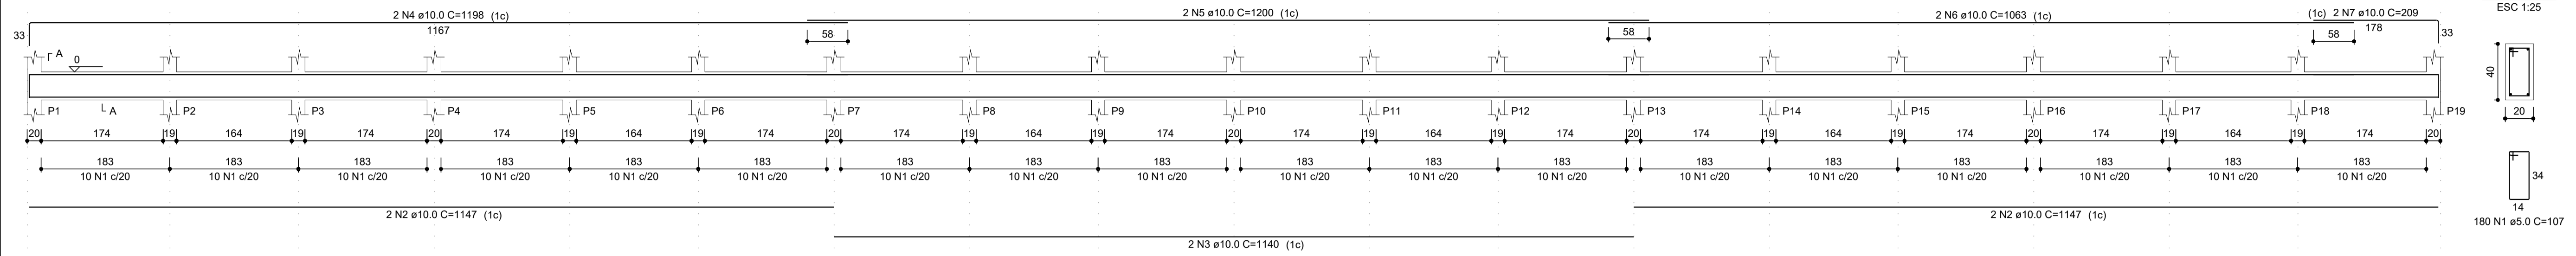 2 N4 ø10.0 C=1198 (1c)
2 N5 ø10.0 C=1200 (1c)
2 N6 ø10.0 C=1063 (1c)
(1c) 2 N7 ø10.0 C=209
ESC 1:25
33
1167
58
58
58
178
33
A
0
A
P1
P2
P3
P4
P5
P6
P7
P8
P9
P10
P11
P12
P13
P14
P15
P16
P17
P18
P19
40
20
20 174 19 164 19 174 20 174 19 164 19 174 20 174 19 164 19 174 20 174 19 164 19 174 20 174 19 164 19 174 20 174 19 164 19 174 20
183 183 183 183 183 183 183 183 183 183 183 183 183 183 183 183 183 183
10 N1 c/20 10 N1 c/20 10 N1 c/20 10 N1 c/20 10 N1 c/20 10 N1 c/20 10 N1 c/20 10 N1 c/20 10 N1 c/20 10 N1 c/20 10 N1 c/20 10 N1 c/20 10 N1 c/20 10 N1 c/20 10 N1 c/20 10 N1 c/20 10 N1 c/20 10 N1 c/20
34
14
180 N1 ø5.0 C=107
2 N2 ø10.0 C=1147 (1c)
2 N2 ø10.0 C=1147 (1c)
2 N3 ø10.0 C=1140 (1c)